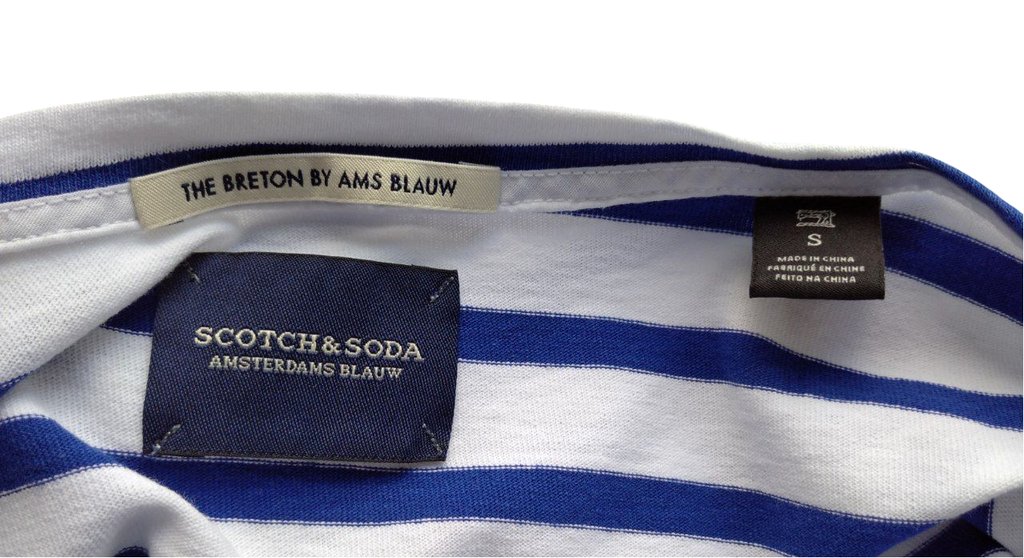 THE BRETON BY AMS BLAUW
SCOTCH&SODA
AMSTERDAMS BLAUW
S
MADE IN CHINA
FABRIQUÉ EN CHINE
FEITO NA CHINA